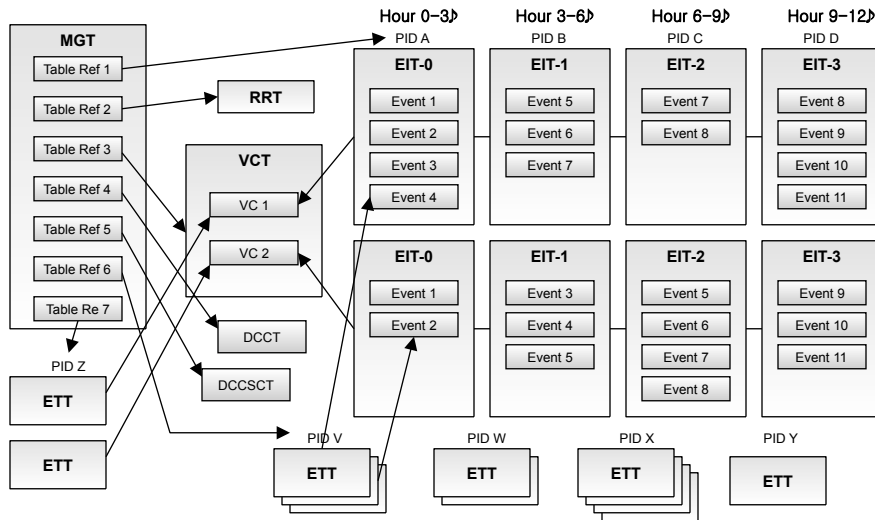 Hour 0-3
Hour 3-6
Hour 6-9
Hour 9-12
PID A
PID B
PID C
PID D
MGT
Table Ref 1
Table Ref 2
Table Ref 3
Table Ref 4
Table Ref 5
Table Ref 6
Table Re 7
RRT
VCT
VC 1
VC 2
DCCT
DCCSCT
EIT-0
Event 1
Event 2
Event 3
Event 4
EIT-1
Event 5
Event 6
Event 7
EIT-2
Event 7
Event 8
EIT-3
Event 8
Event 9
Event 10
Event 11
EIT-0
Event 1
Event 2
EIT-1
Event 3
Event 4
Event 5
EIT-2
Event 5
Event 6
Event 7
Event 8
EIT-3
Event 9
Event 10
Event 11
PID Z
ETT
ETT
PID V
ETT
PID W
ETT
PID X
ETT
PID Y
ETT